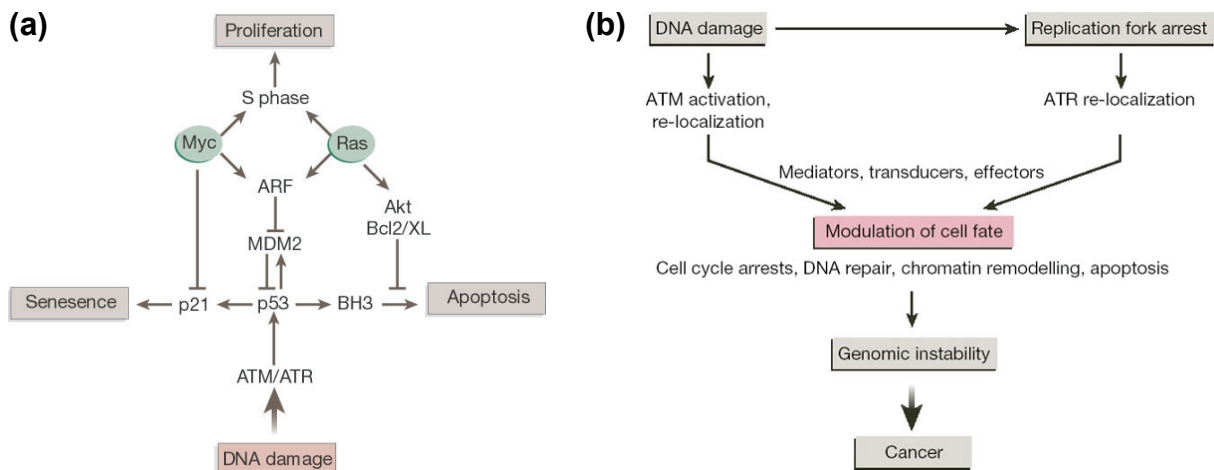 (a)
Proliferation
S phase
Myc
Ras
ARF
Akt
Bcl2/XL
MDM2
Senesence
p21
p53
BH3
Apoptosis
ATM/ATR
DNA damage
(b)
DNA damage
Replication fork arrest
ATM activation,
re-localization
ATR re-localization
Mediators, transducers, effectors
Modulation of cell fate
Cell cycle arrests, DNA repair, chromatin remodelling, apoptosis
Genomic instability
Cancer